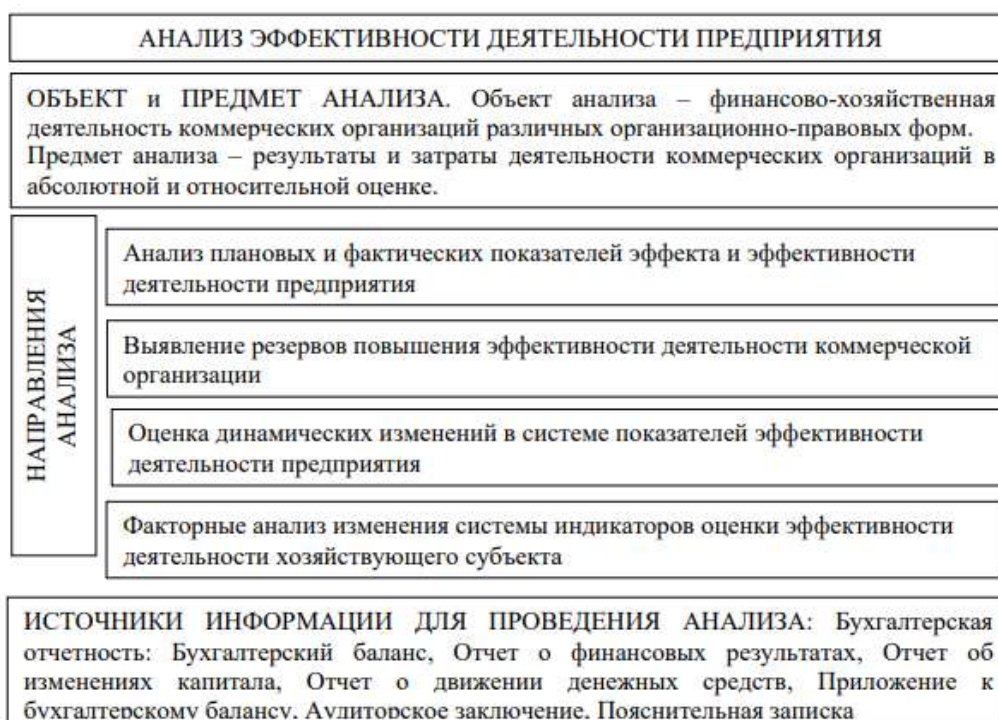 АНАЛИЗ ЭФФЕКТИВНОСТИ ДЕЯТЕЛЬНОСТИ ПРЕДПРИЯТИЯ
ОБЪЕКТ и ПРЕДМЕТ АНАЛИЗА. Объект анализа – финансово-хозяйственная
деятельность коммерческих организаций различных организационно-правовых форм.
Предмет анализа – результаты и затраты деятельности коммерческих организаций в
абсолютной и относительной оценке.
НАПРАВЛЕНИЯ
АНАЛИЗА
Анализ плановых и фактических показателей эффекта и эффективности
деятельности предприятия
Выявление резервов повышения эффективности деятельности коммерческой
организации
Оценка динамических изменений в системе показателей эффективности
деятельности предприятия
Факторные анализ изменения системы индикаторов оценки эффективности
деятельности хозяйствующего субъекта
ИСТОЧНИКИ ИНФОРМАЦИИ ДЛЯ ПРОВЕДЕНИЯ АНАЛИЗА: Бухгалтерская
отчетность: Бухгалтерский баланс, Отчет о финансовых результатах, Отчет об
изменениях капитала, Отчет о движении денежных средств, Приложение к
бухгалтерскому балансу, Аудиторское заключение, Пояснительная записка